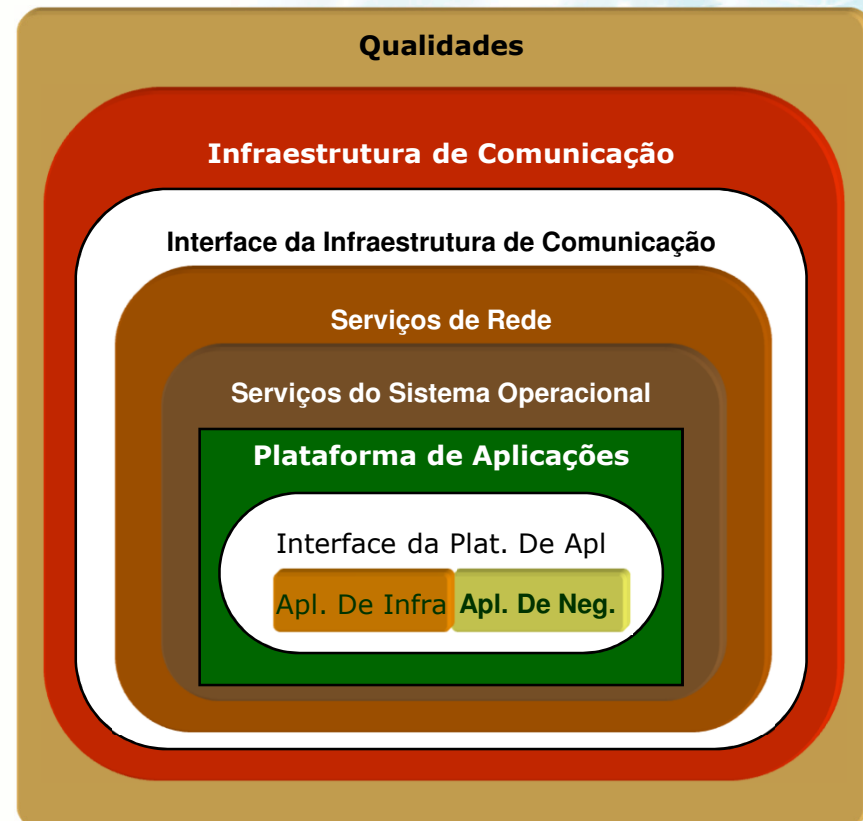 Qualidades
Infraestrutura de Comunicação
Interface da Infraestrutura de Comunicação
Serviços de Rede
Serviços do Sistema Operacional
Plataforma de Aplicações
Interface da Plat. De Apl
Apl. De Infra Apl. De Neg.